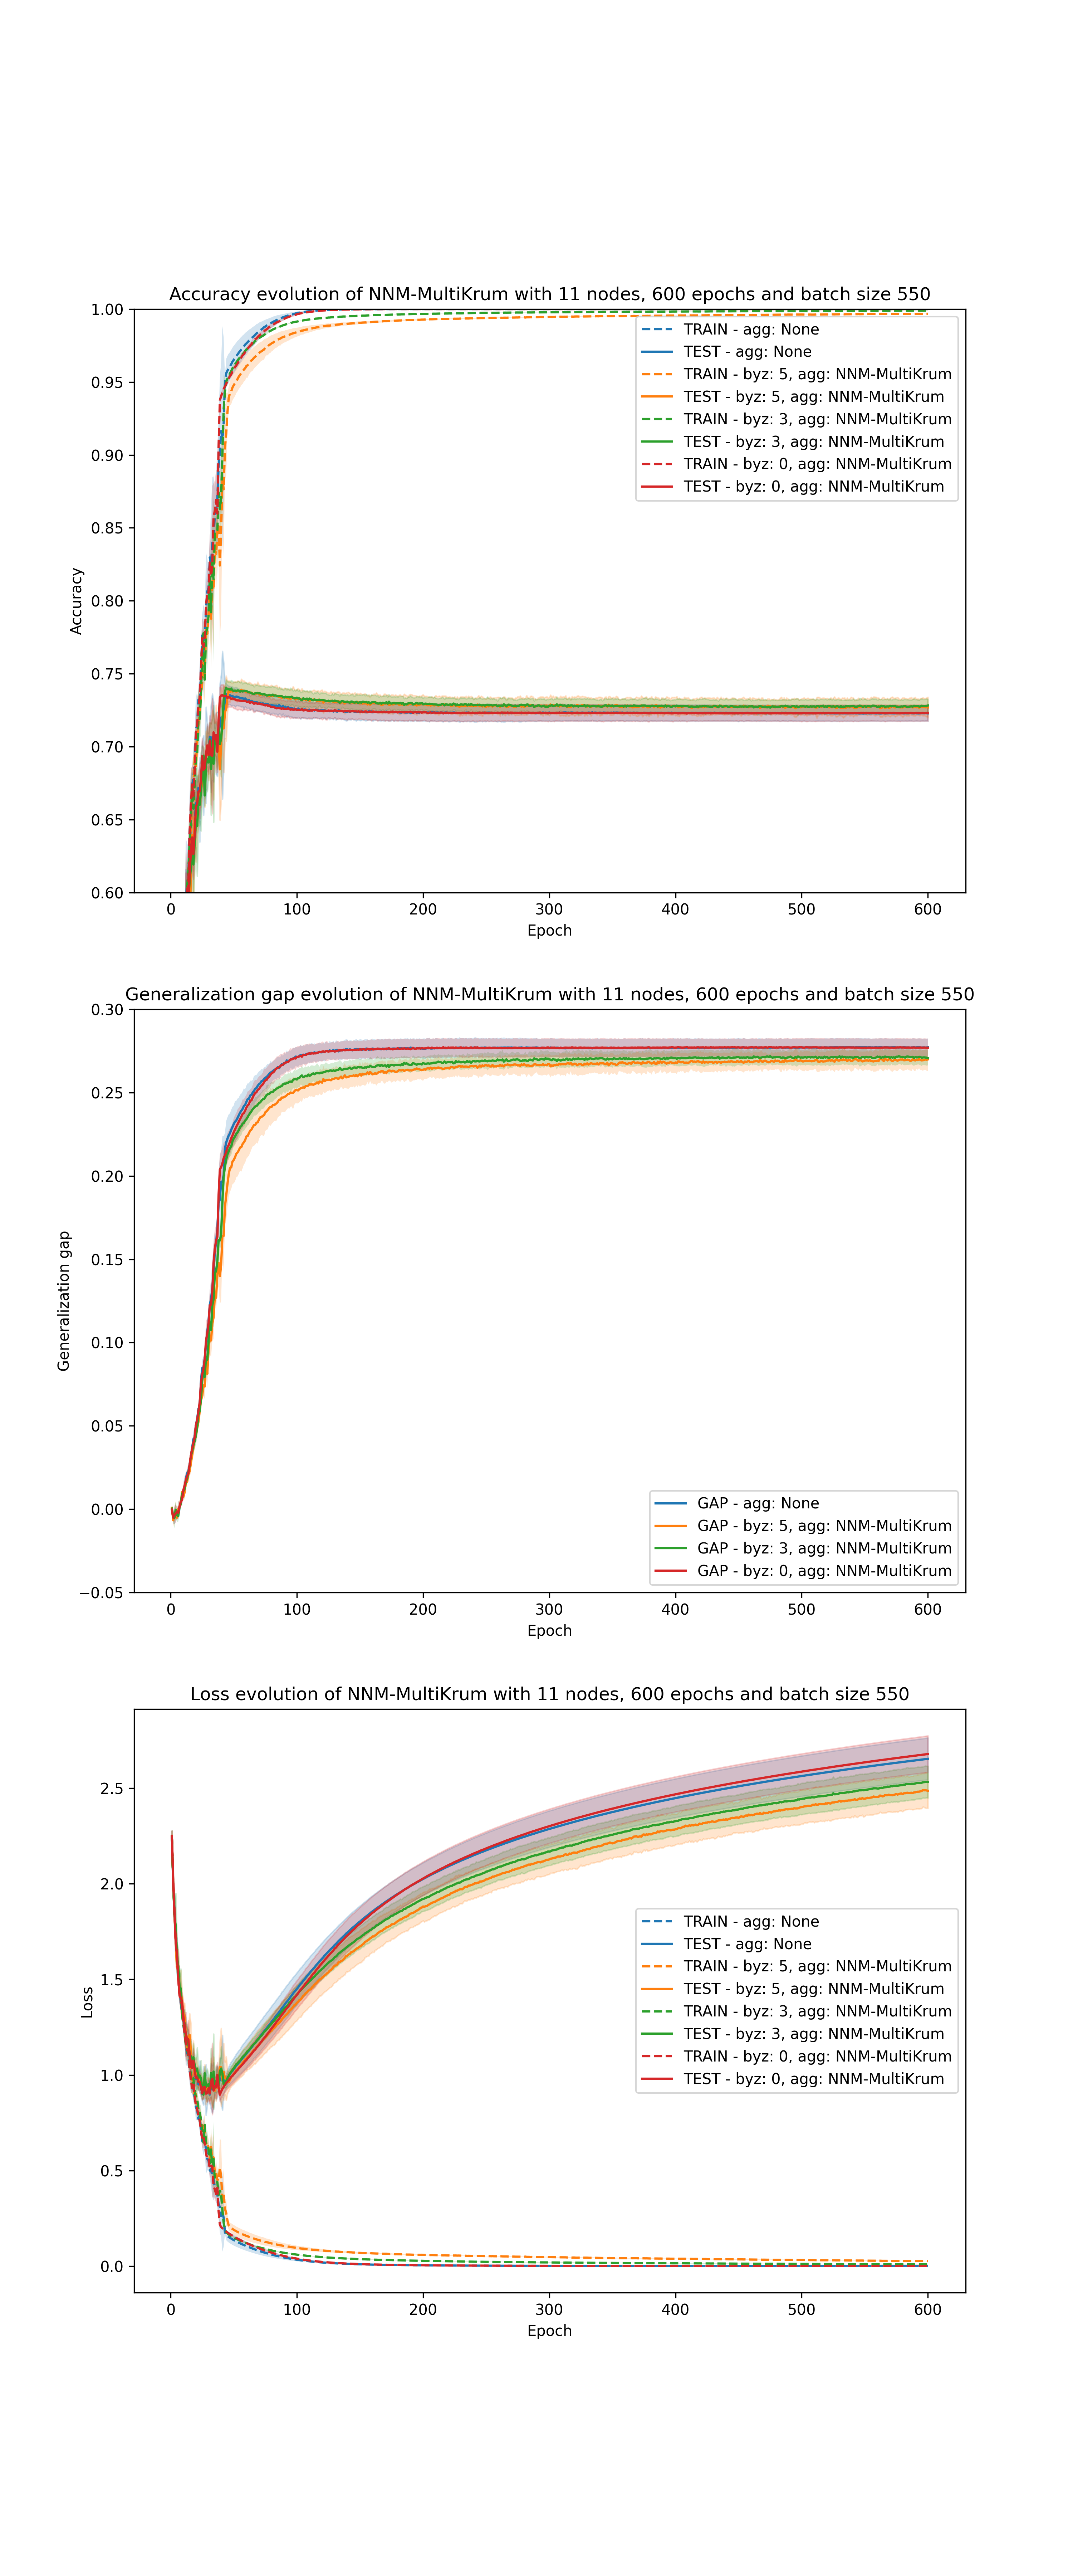 Accuracy evolution of NNM-MultiKrum with 11 nodes, 600 epochs and batch size 550
1.00
0.95
0.90
0.85
0.80
0.75
0.70
0.65
0.60
Accuracy
TRAIN - agg: None
TEST - agg: None
TRAIN - byz: 5, agg: NNM-MultiKrum
TEST - byz: 5, agg: NNM-MultiKrum
TRAIN - byz: 3, agg: NNM-MultiKrum
TEST - byz: 3, agg: NNM-MultiKrum
TRAIN - byz: 0, agg: NNM-MultiKrum
TEST - byz: 0, agg: NNM-MultiKrum
0 100 200 300 400 500 600
Epoch
Generalization gap evolution of NNM-MultiKrum with 11 nodes, 600 epochs and batch size 550
0.30
0.25
0.20
0.15
0.10
0.05
0.00
−0.05
Generalization gap
GAP - agg: None
GAP - byz: 5, agg: NNM-MultiKrum
GAP - byz: 3, agg: NNM-MultiKrum
GAP - byz: 0, agg: NNM-MultiKrum
0 100 200 300 400 500 600
Epoch
Loss evolution of NNM-MultiKrum with 11 nodes, 600 epochs and batch size 550
2.5
2.0
1.5
1.0
0.5
0.0
Loss
TRAIN - agg: None
TEST - agg: None
TRAIN - byz: 5, agg: NNM-MultiKrum
TEST - byz: 5, agg: NNM-MultiKrum
TRAIN - byz: 3, agg: NNM-MultiKrum
TEST - byz: 3, agg: NNM-MultiKrum
TRAIN - byz: 0, agg: NNM-MultiKrum
TEST - byz: 0, agg: NNM-MultiKrum
0 100 200 300 400 500 600
Epoch